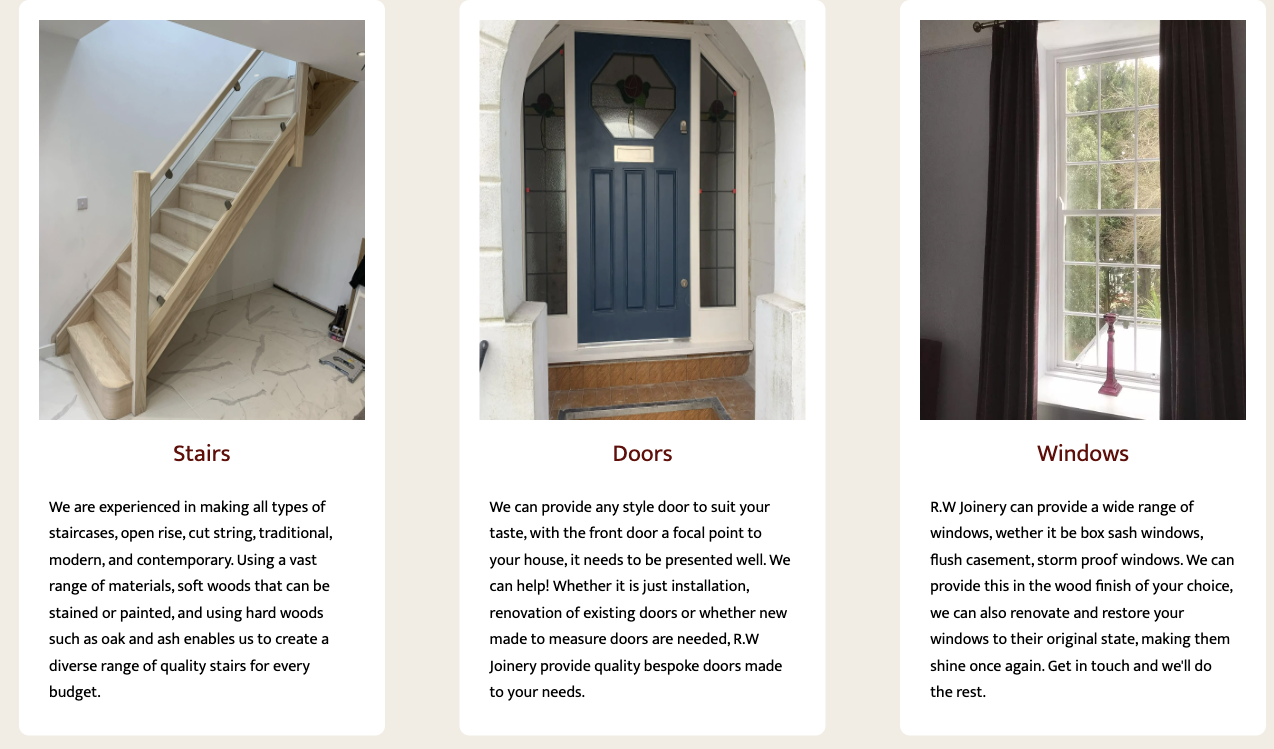 Stairs
We are experienced in making all types of
staircases, open rise, cut string, traditional,
modern, and contemporary. Using a vast
range of materials, soft woods that can be
stained or painted, and using hard woods
such as oak and ash enables us to create a
diverse range of quality stairs for every
budget.
Doors
We can provide any style door to suit your
taste, with the front door a focal point to
your house, it needs to be presented well. We
can help! Whether it is just installation,
renovation of existing doors or whether new
made to measure doors are needed, R.W
Joinery provide quality bespoke doors made
to your needs.
Windows
R.W Joinery can provide a wide range of
windows, wether it be box sash windows,
flush casement, storm proof windows. We can
provide this in the wood finish of your choice,
we can also renovate and restore your
windows to their original state, making them
shine once again. Get in touch and we'll do
the rest.